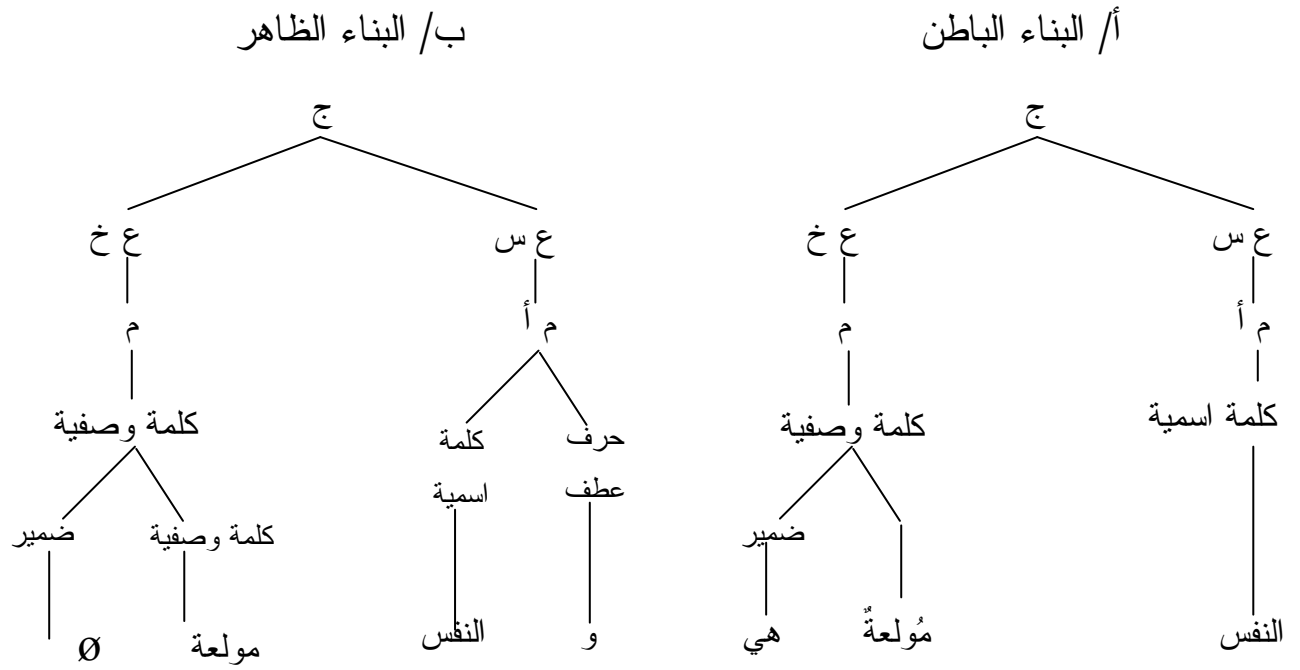 أ/ البناء الباطن
ب/ البناء الظاهر
ج
ج
ع س
ع خ
ع س
ع خ
م أ
م
م أ
م
كلمة اسمية
كلمة وصفية
حرف
عطف
كلمة
اسمية
كلمة وصفية
ضمير
كلمة وصفية
ضمير
النفس
مُولعةٌ
هي
و
النفس
مولعة
Ø